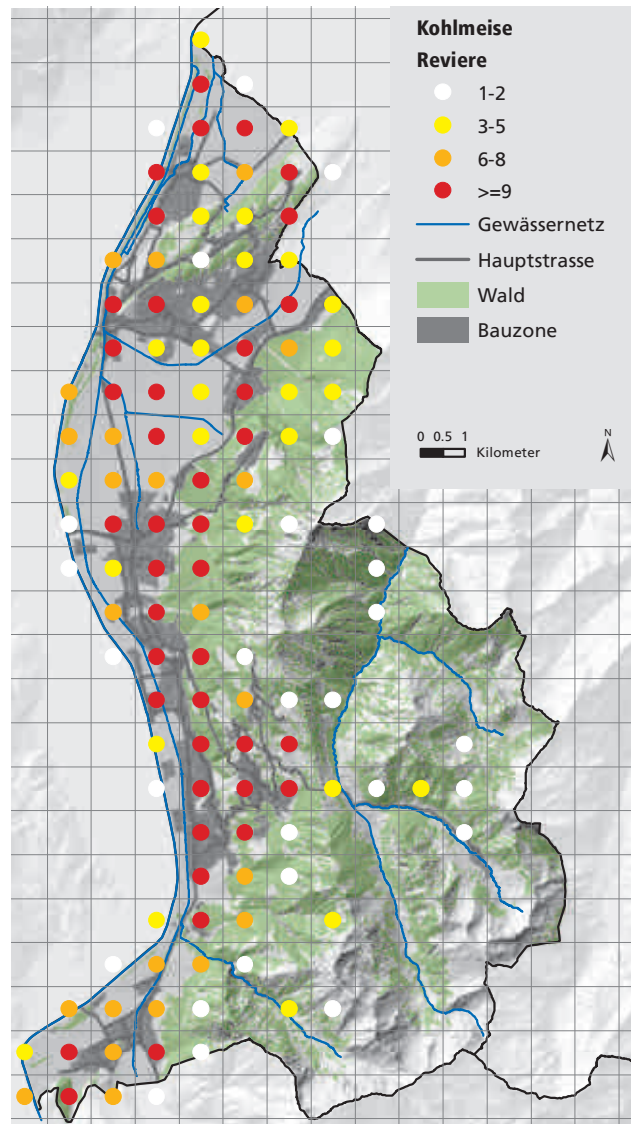 Kohlmeise
Reviere
1-2
3-5
6-8
>=9
Gewässernetz
Hauptstrasse
Wald
Bauzone
0 0.5 1 Kilometer
N